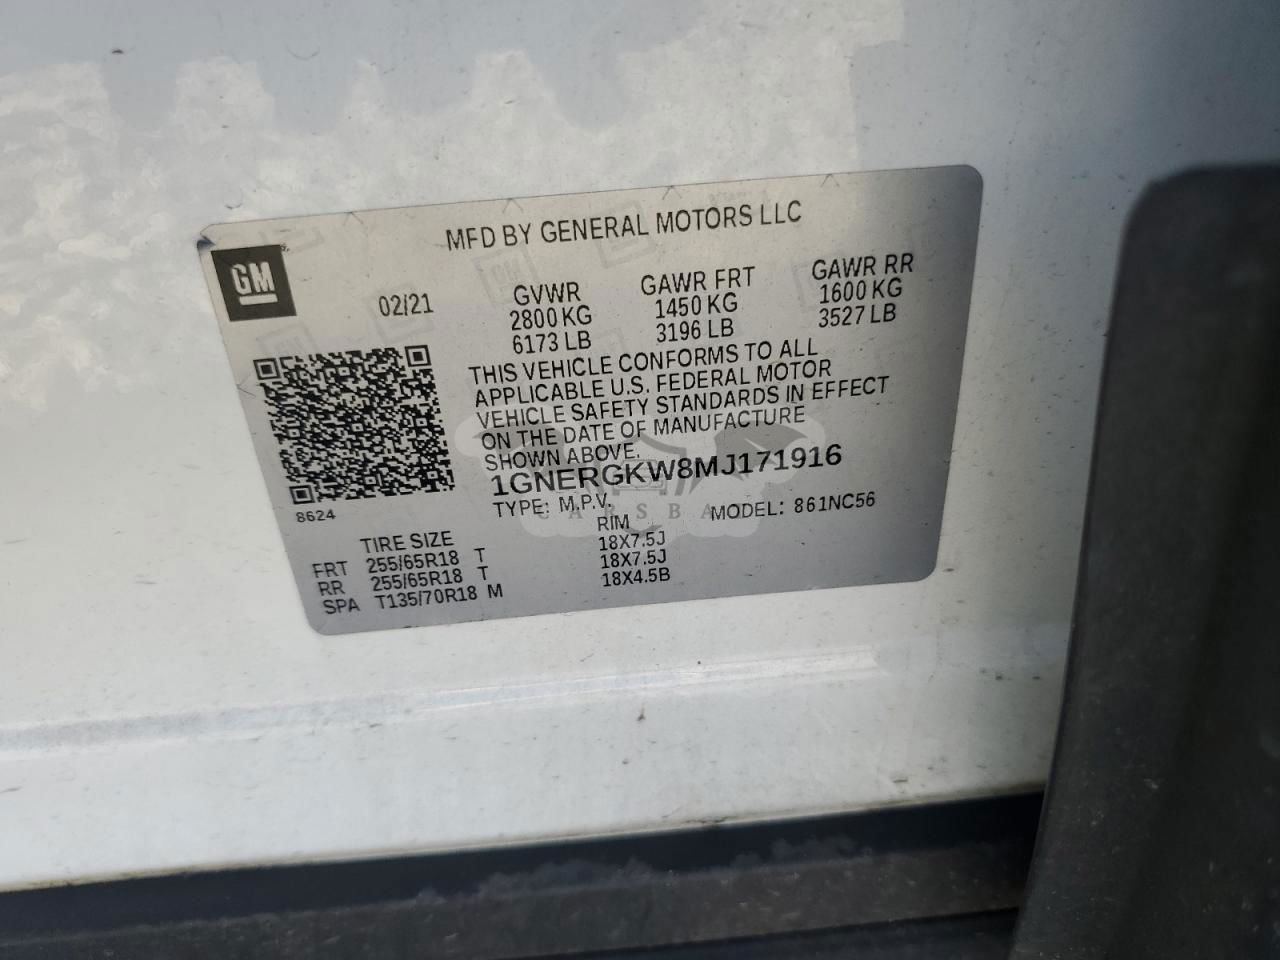 MFD BY GENERAL MOTORS LLC
GM
02/21
GVWR GAWR FRT GAWR RR
2800 KG 1450 KG 1600 KG
6173 LB 3196 LB 3527 LB
THIS VEHICLE CONFORMS TO ALL
APPLICABLE U.S. FEDERAL MOTOR
VEHICLE SAFETY STANDARDS IN EFFECT
ON THE DATE OF MANUFACTURE
SHOWN ABOVE.
1GNERGKW8MJ171916
8624
TYPE: M.P.V. MODEL: 861NC56
TIRE SIZE RIM
FRT 255/65R18 T 18X7.5J
RR 255/65R18 T 18X7.5J
SPA T135/70R18 M 18X4.5B